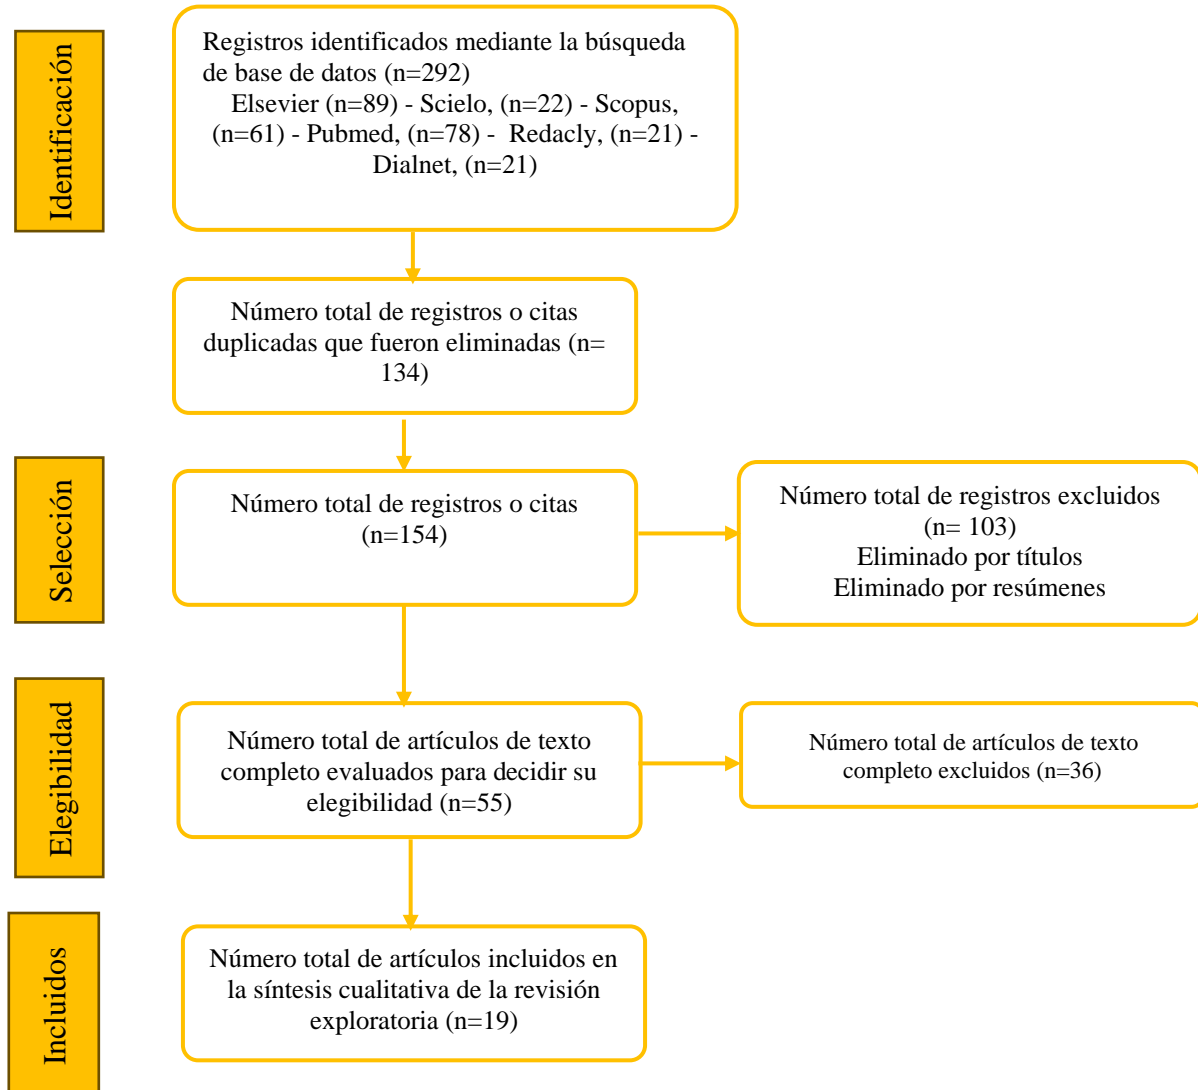 Identificación
Registros identificados mediante la búsqueda
de base de datos (n=292)
Elsevier (n=89) - Scielo, (n=22) - Scopus,
(n=61) - Pubmed, (n=78) - Redacly, (n=21) -
Dialnet, (n=21)
Número total de registros o citas
duplicadas que fueron eliminadas (n=
134)
Selección
Número total de registros o citas
(n=154)
Número total de registros excluidos
(n= 103)
Eliminado por títulos
Eliminado por resúmenes
Elegibilidad
Número total de artículos de texto
completo evaluados para decidir su
elegibilidad (n=55)
Número total de artículos de texto
completo excluidos (n=36)
Incluidos
Número total de artículos incluidos en
la síntesis cualitativa de la revisión
exploratoria (n=19)